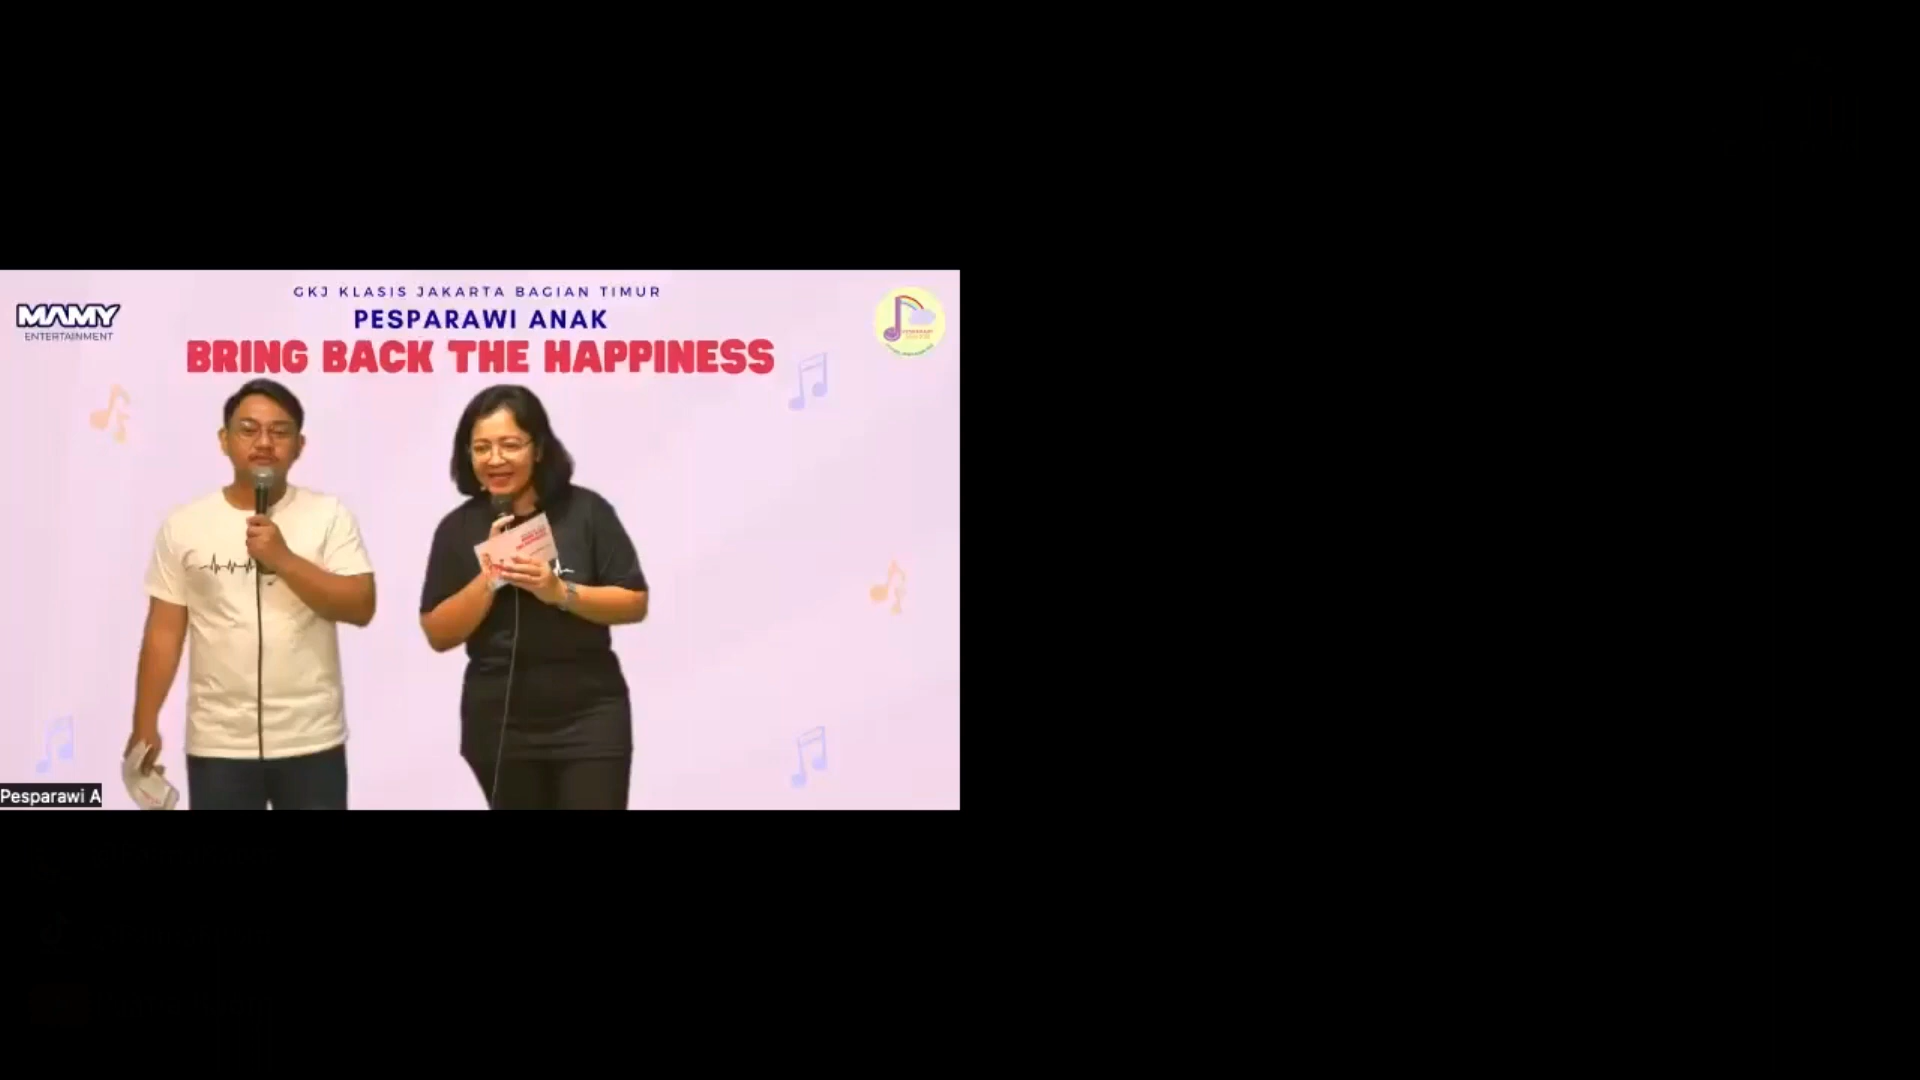 GKJ KLASIS JAKARTA BAGIAN TIMUR
MAMY
ENTERTAINMENT
PESPARAWI ANAK
BRING BACK THE HAPPINESS
Pesparawi A